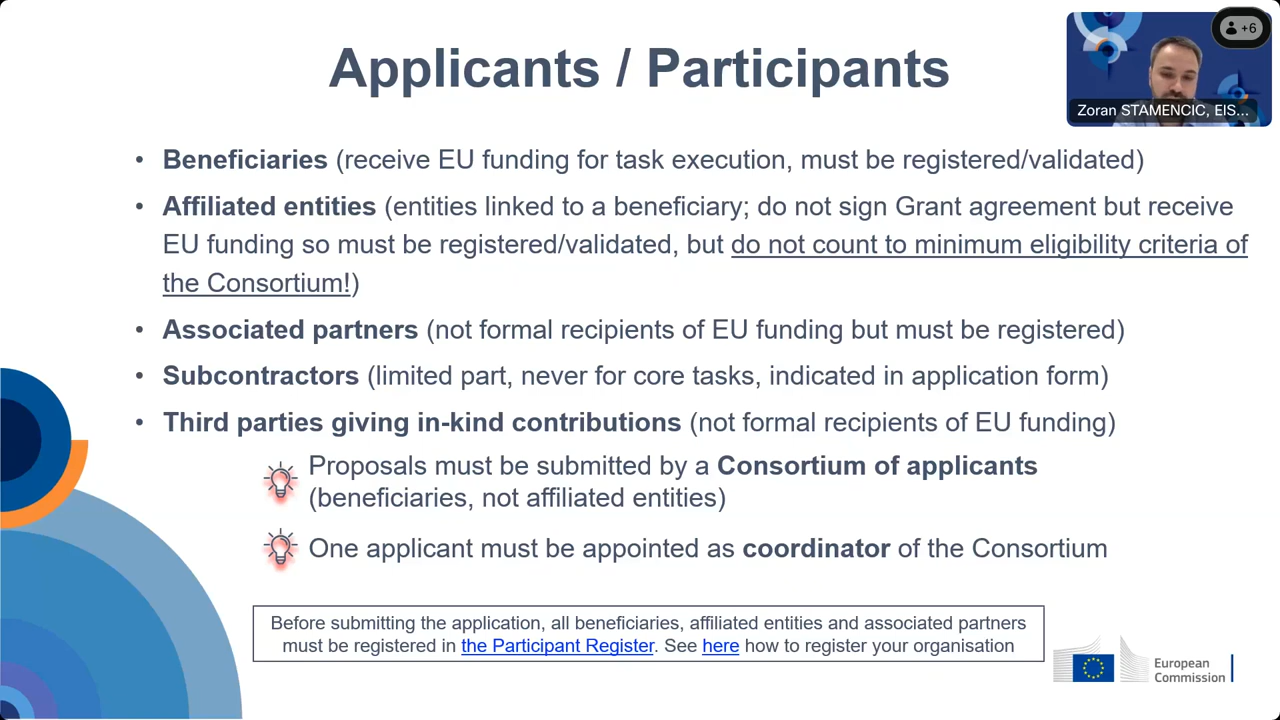 Applicants / Participants
+6
Zoran STAMENCIC, EIS...
• Beneficiaries (receive EU funding for task execution, must be registered/validated)
• Affiliated entities (entities linked to a beneficiary; do not sign Grant agreement but receive
EU funding so must be registered/validated, but do not count to minimum eligibility criteria of
the Consortium!)
• Associated partners (not formal recipients of EU funding but must be registered)
• Subcontractors (limited part, never for core tasks, indicated in application form)
• Third parties giving in-kind contributions (not formal recipients of EU funding)
Proposals must be submitted by a Consortium of applicants
(beneficiaries, not affiliated entities)
One applicant must be appointed as coordinator of the Consortium
Before submitting the application, all beneficiaries, affiliated entities and associated partners
must be registered in the Participant Register. See here how to register your organisation
European
Commission